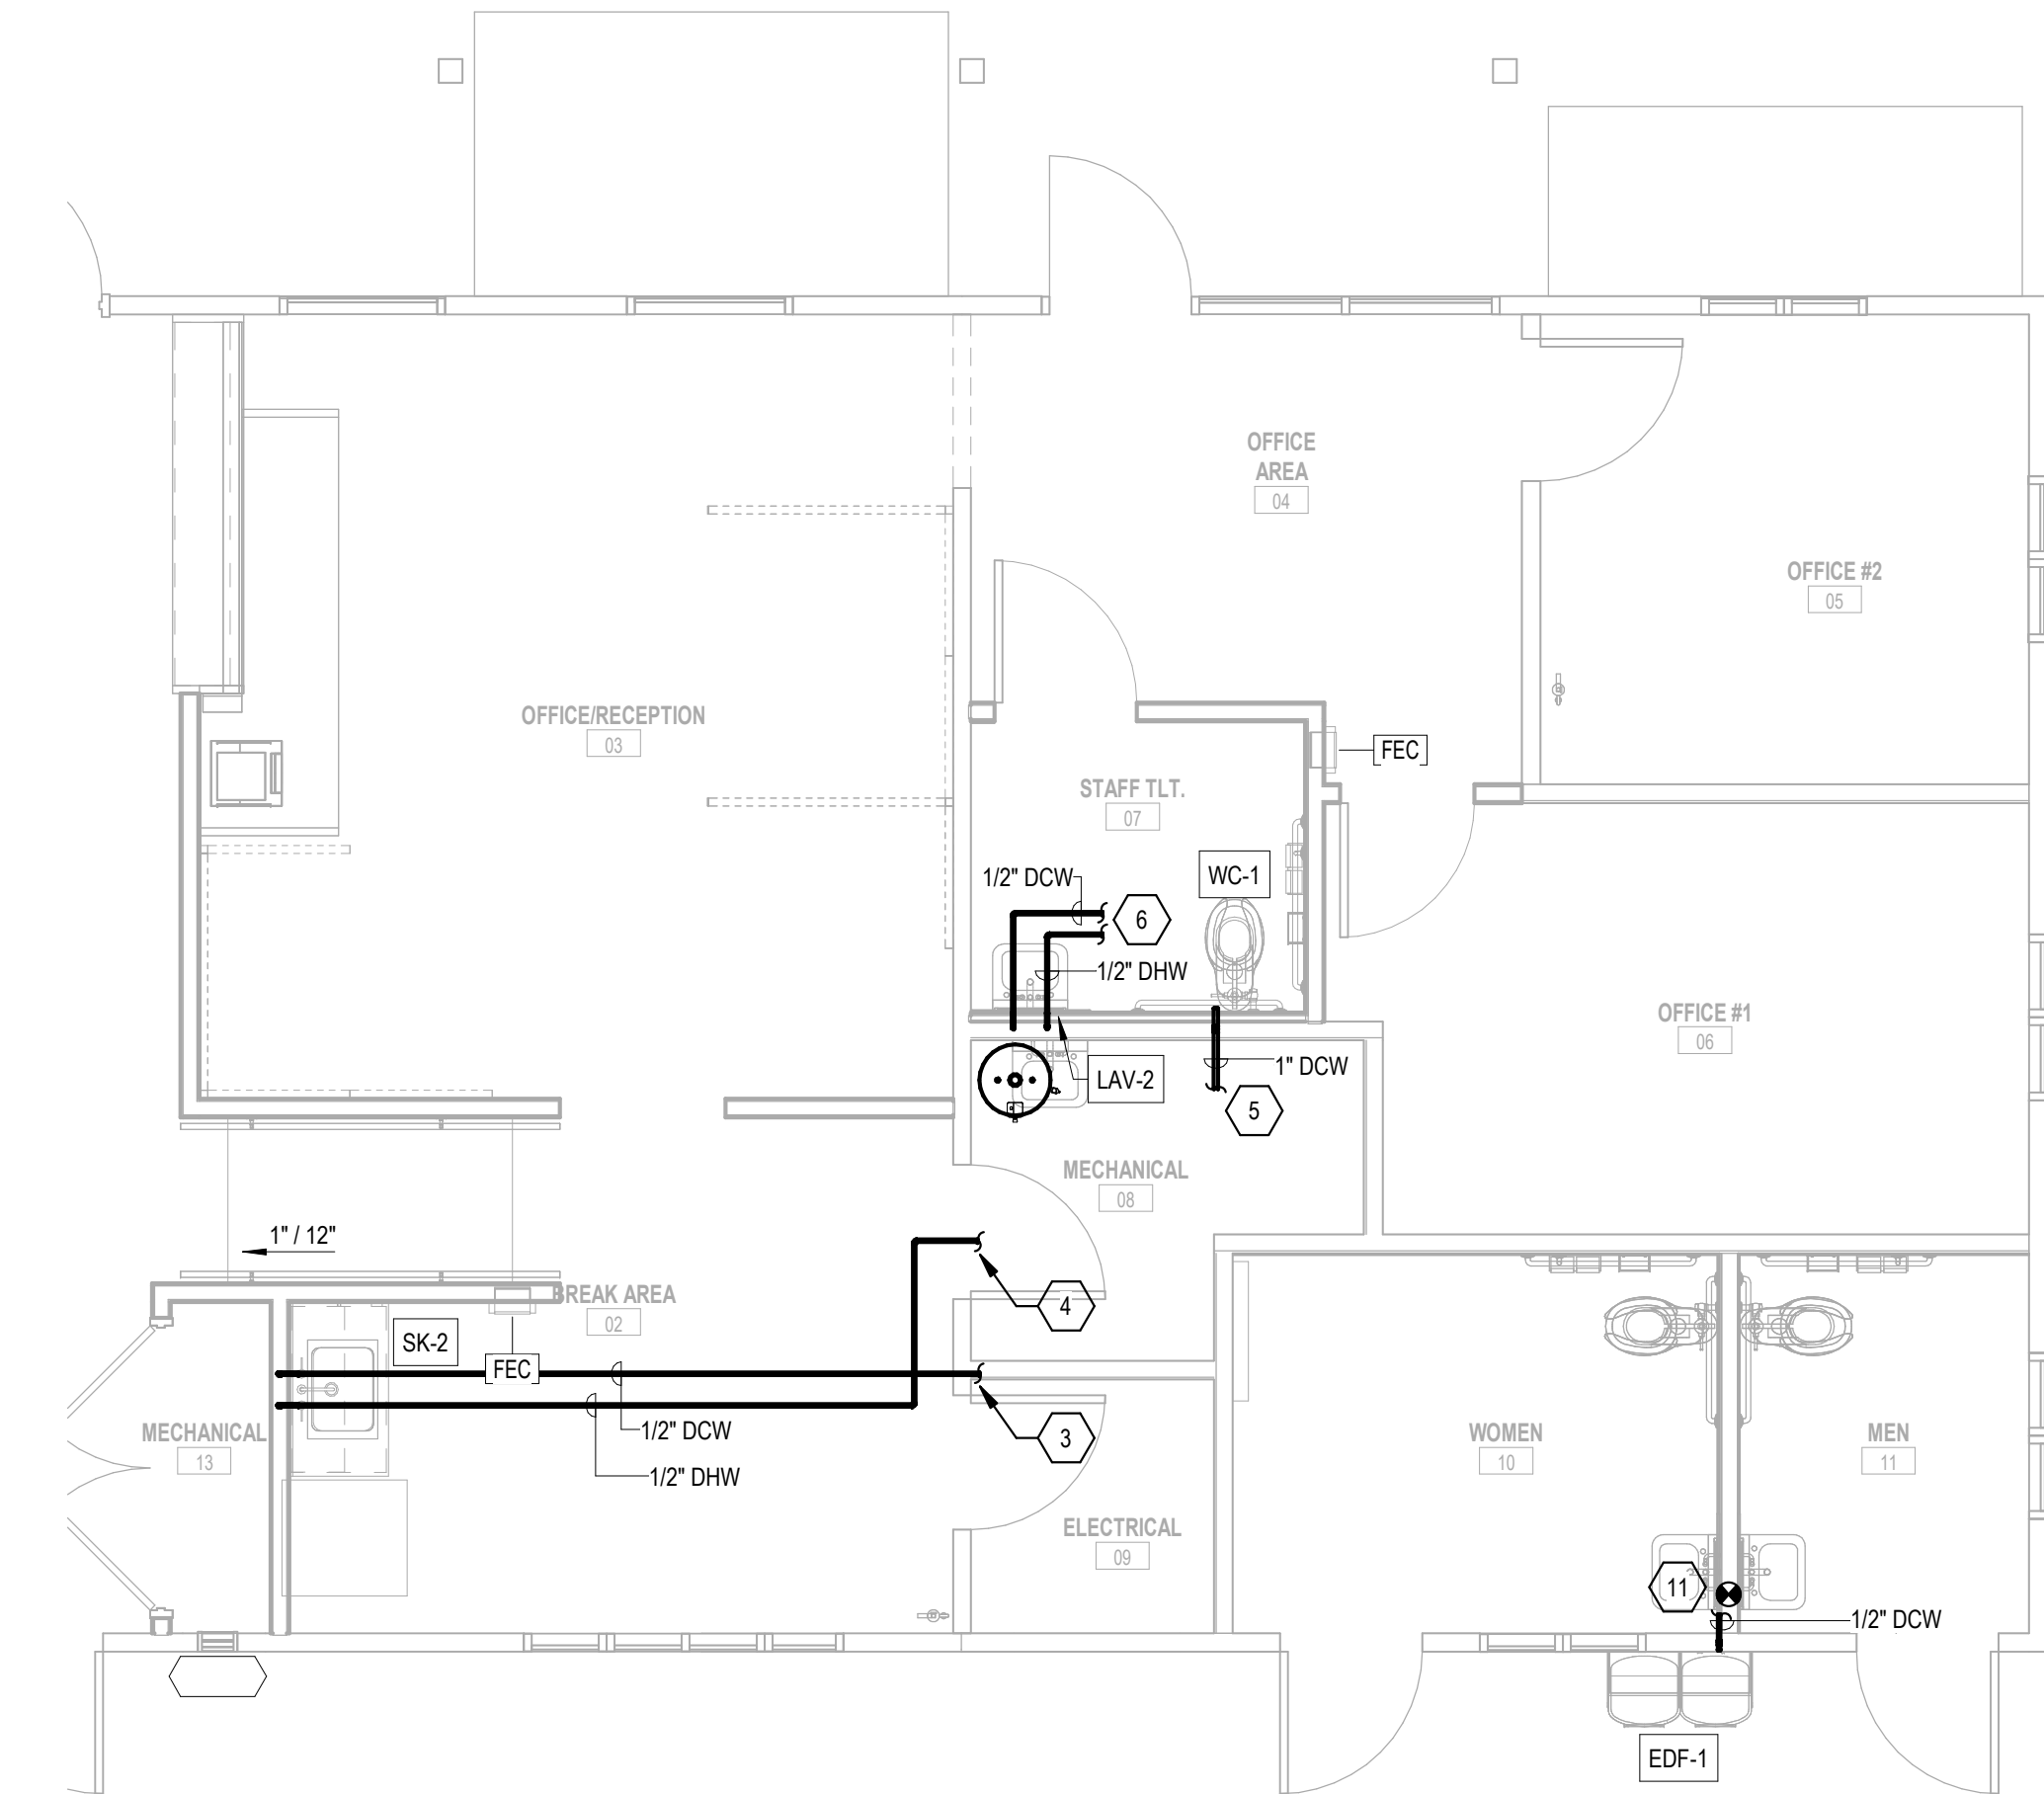 OFFICE
AREA
04
OFFICE #2
05
OFFICE/RECEPTION
03
FEC
STAFF TLT.
07
1/2" DCW
WC-1
6
1/2" DHW
OFFICE #1
06
1" DCW
LAV-2
5
MECHANICAL
08
1" / 12"
BREAK AREA
02
4
SK-2
FEC
1/2" DCW
3
1/2" DHW
MECHANICAL
13
WOMEN
10
MEN
11
ELECTRICAL
09
11
1/2" DCW
EDF-1